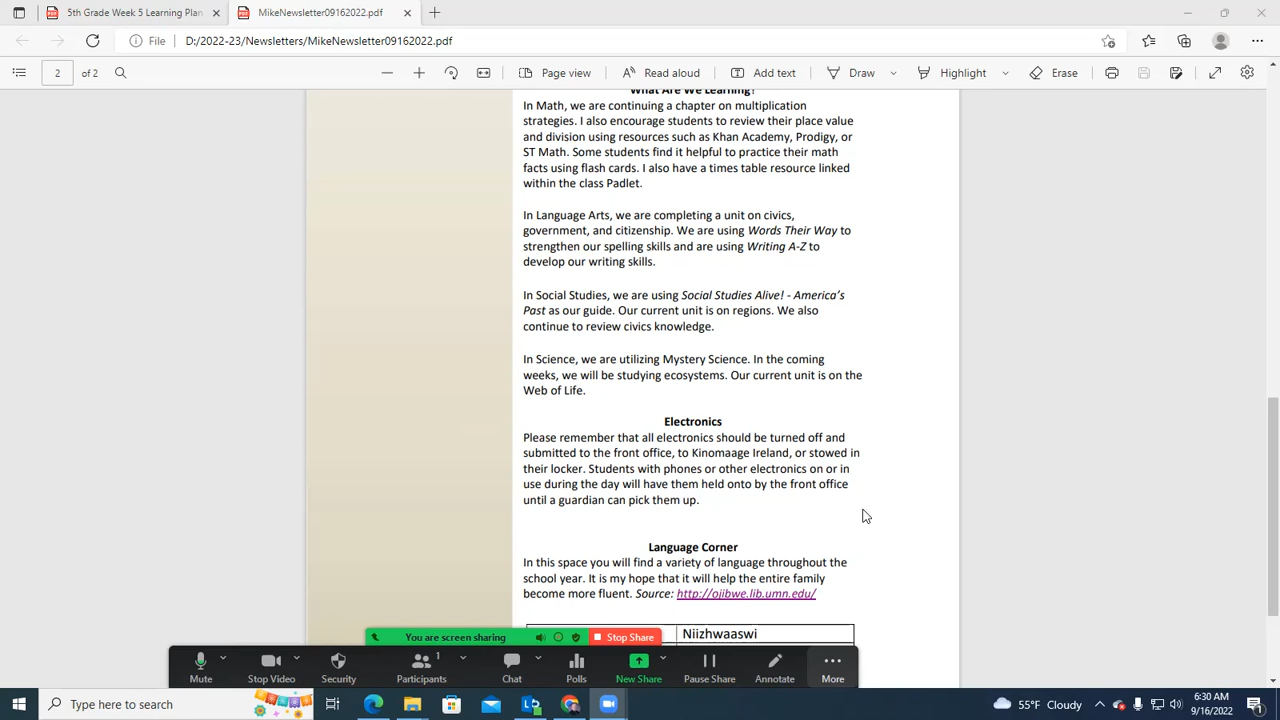 5th Grade Week 5 Learning Plan
MikeNewsletter09162022.pdf
File D:/2022-23/Newsletters/MikeNewsletter09162022.pdf
2 of 2 Page view Read aloud Add text Draw Highlight Erase
What Are We Learning?
In Math, we are continuing a chapter on multiplication
strategies. I also encourage students to review their place value
and division using resources such as Khan Academy, Prodigy, or
ST Math. Some students find it helpful to practice their math
facts using flash cards. I also have a times table resource linked
within the class Padlet.
In Language Arts, we are completing a unit on civics,
government, and citizenship. We are using Words Their Way to
strengthen our spelling skills and are using Writing A-Z to
develop our writing skills.
In Social Studies, we are using Social Studies Alive! - America's
Past as our guide. Our current unit is on regions. We also
continue to review civics knowledge.
In Science, we are utilizing Mystery Science. In the coming
weeks, we will be studying ecosystems. Our current unit is on the
Web of Life.
Electronics
Please remember that all electronics should be turned off and
submitted to the front office, to Kinomaage Ireland, or stowed in
their locker. Students with phones or other electronics on or in
use during the day will have them held onto by the front office
until a guardian can pick them up.
Language Corner
In this space you will find a variety of language throughout the
school year. It is my hope that it will help the entire family
become more fluent. Source: http://ojibwe.lib.umn.edu/
Niizhwaaswi
You are screen sharing Stop Share
1
Mute Stop Video Security Participants Chat Polls New Share Pause Share Annotate More
Type here to search
55°F Cloudy
6:30 AM
9/16/2022
1